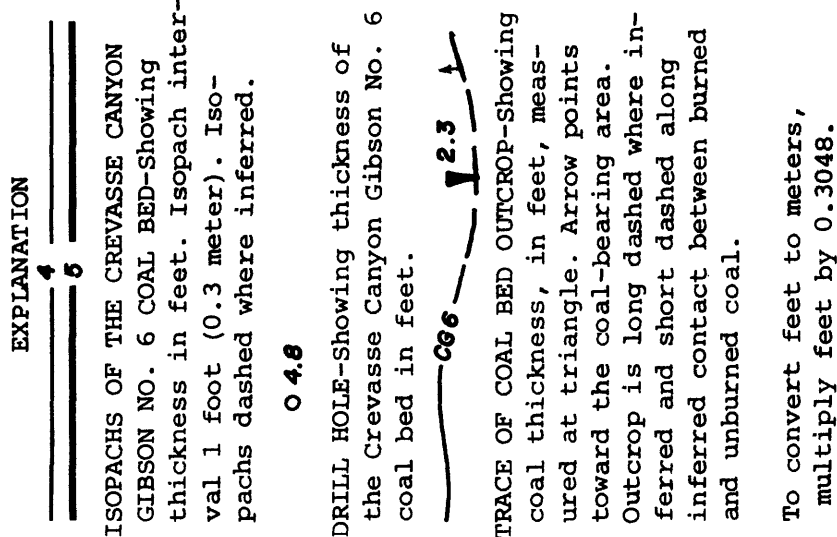 EXPLANATION
4
5
ISOPACHS OF THE CREVASSE CANYON
GIBSON NO. 6 COAL BED-Showing
thickness in feet. Isopach inter-
val 1 foot (0.3 meter). Iso-
pachs dashed where inferred.
4.8
DRILL HOLE-Showing thickness of
the Crevasse Canyon Gibson No. 6
coal bed in feet.
CG6 2.3
TRACE OF COAL BED OUTCROP-Showing
coal thickness, in feet, meas-
ured at triangle. Arrow points
toward the coal-bearing area.
Outcrop is long dashed where in-
ferred and short dashed along
inferred contact between burned
and unburned coal.
To convert feet to meters,
multiply feet by 0.3048.